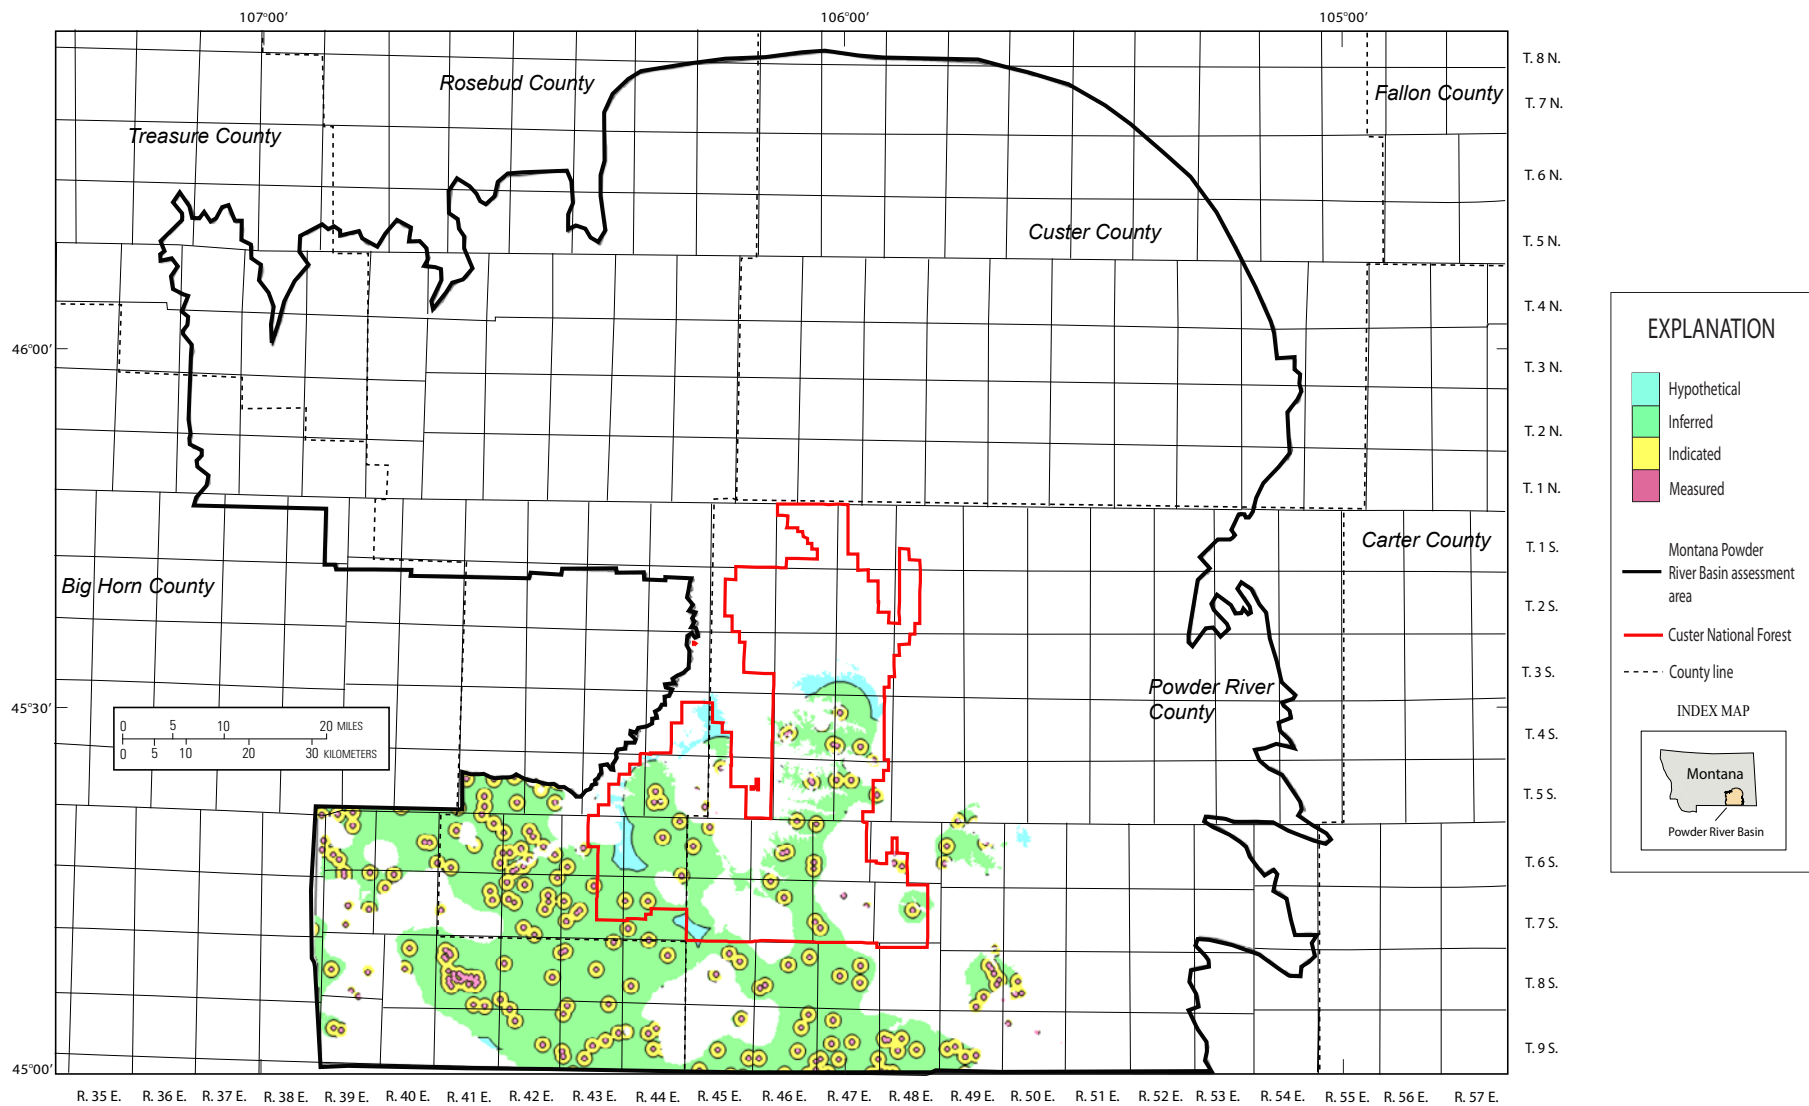 107°00’
106°00’
105°00’
T. 8 N.
T. 7 N.
T. 6 N.
T. 5 N.
T. 4 N.
T. 3 N.
T. 2 N.
T. 1 N.
T. 1 S.
T. 2 S.
T. 3 S.
T. 4 S.
T. 5 S.
T. 6 S.
T. 7 S.
T. 8 S.
T. 9 S.
46°00’
45°30’
45°00’
Rosebud County
Treasure County
Fallon County
Custer County
Big Horn County
Carter County
Powder River
County
0 5 10 20 MILES
0 5 10 20 30 KILOMETERS
EXPLANATION
Hypothetical
Inferred
Indicated
Measured
Montana Powder
River Basin assessment
area
Custer National Forest
County line
INDEX MAP
Montana
Powder River Basin
R. 35 E. R. 36 E. R. 37 E. R. 38 E. R. 39 E. R. 40 E. R. 41 E. R. 42 E. R. 43 E. R. 44 E. R. 45 E. R. 46 E. R. 47 E. R. 48 E. R. 49 E. R. 50 E. R. 51 E. R. 52 E. R. 53 E. R. 54 E. R. 55 E. R. 56 E. R. 57 E.